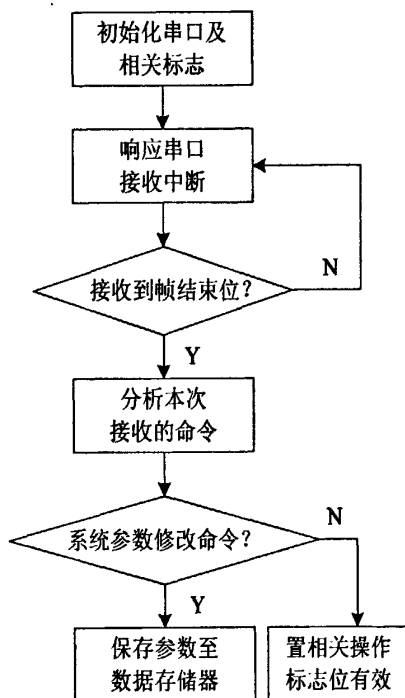 初始化串口及
相关标志
响应串口
接收中断
接收到帧结束位?
N
Y
分析本次
接收的命令
系统参数修改命令?
N
Y
保存参数至
数据存储器
置相关操作
标志位有效